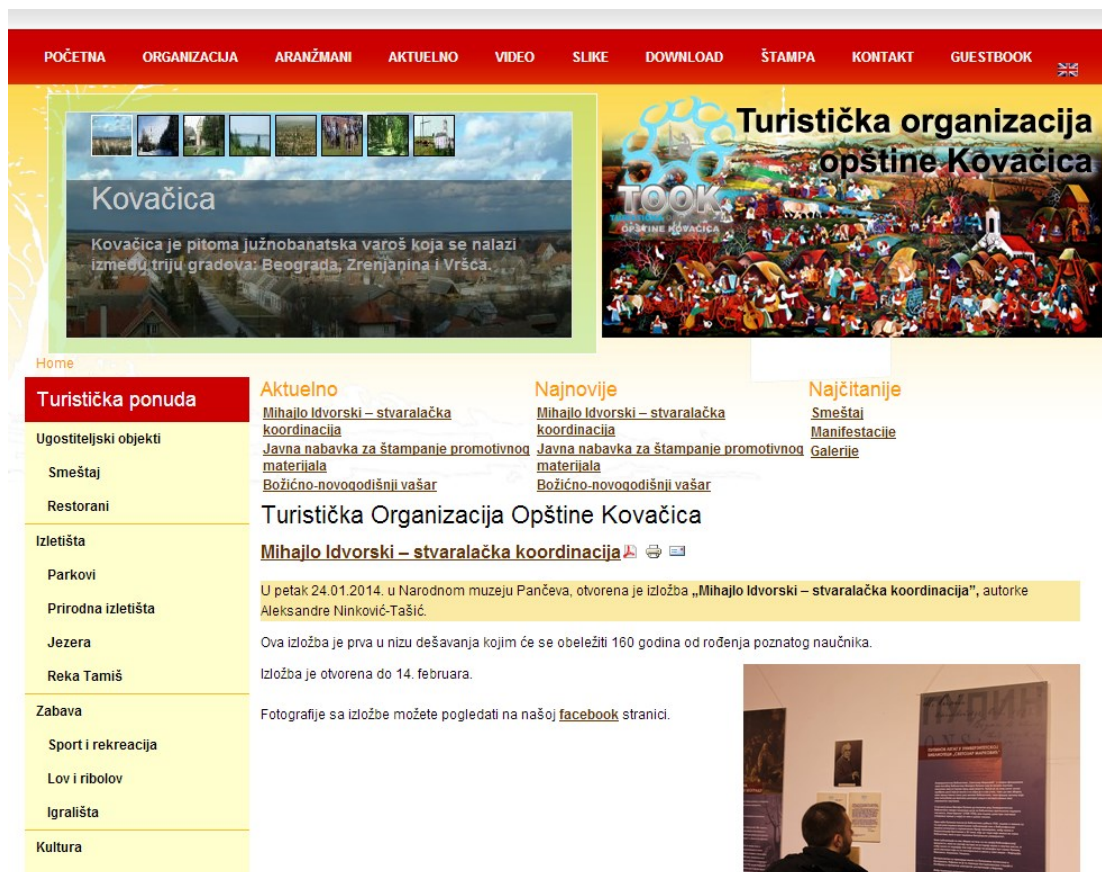 POČETNA ORGANIZACIJA ARANŽMANI AKTUELNO VIDEO SLIKE DOWNLOAD ŠTAMPA KONTAKT GUESTBOOK
Turistička organizacija
opštine Kovačica
TOOK
OPŠTINE KOVAČICA
Kovačica
Kovačica je pitoma južnobanatska varoš koja se nalazi
između triju gradova: Beograda, Zrenjanina i Vršca.
Home
Turistička ponuda
Ugostiteljski objekti
Smeštaj
Restorani
Izletišta
Parkovi
Prirodna izletišta
Jezera
Reka Tamiš
Zabava
Sport i rekreacija
Lov i ribolov
Igrališta
Kultura
Aktuelno
Mihajlo Idvorski – stvaralačka
koordinacija
Javna nabavka za štampanje promotivnog
materijala
Božićno-novogodišnji vašar
Najnovije
Mihajlo Idvorski – stvaralačka
koordinacija
Javna nabavka za štampanje promotivnog
materijala
Božićno-novogodišnji vašar
Najčitanije
Smeštaj
Manifestacije
Galerije
Turistička Organizacija Opštine Kovačica
Mihajlo Idvorski – stvaralačka koordinacija
U petak 24.01.2014. u Narodnom muzeju Pančeva, otvorena je izložba „Mihajlo Idvorski – stvaralačka koordinacija”, autorke
Aleksandre Ninković-Tašić.
Ova izložba je prva u nizu dešavanja kojim će se obeležiti 160 godina od rođenja poznatog naučnika.
Izložba je otvorena do 14. februara.
Fotografije sa izložbe možete pogledati na našoj facebook stranici.